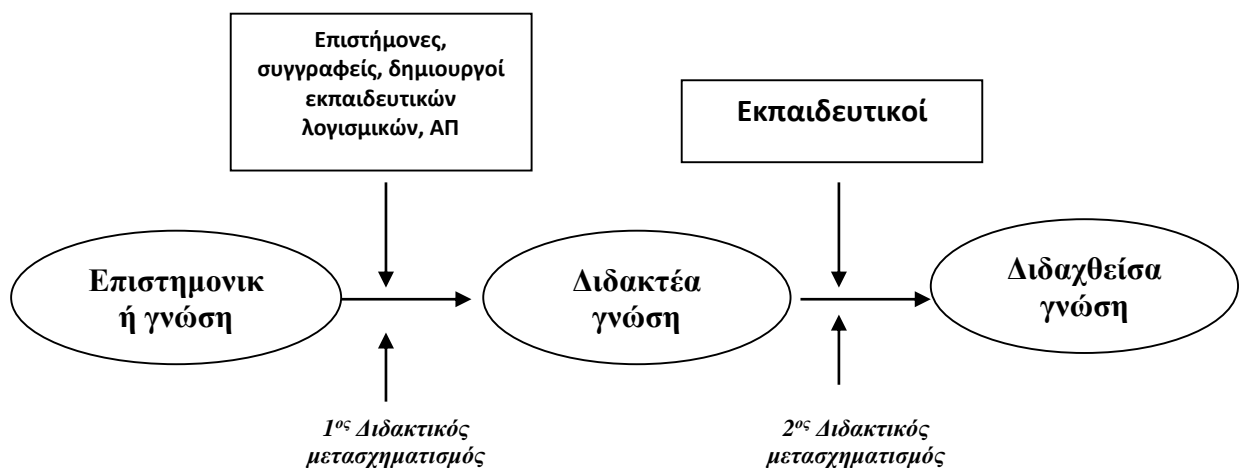 Επιστήμονες,
συγγραφείς, δημιουργοί
εκπαιδευτικών
λογισμικών, ΑΠ
Εκπαιδευτικοί
Επιστημονικ
ή γνώση
Διδακτέα
γνώση
Διδαχθείσα
γνώση
1ος Διδακτικός
μετασχηματισμός
2ος Διδακτικός
μετασχηματισμός